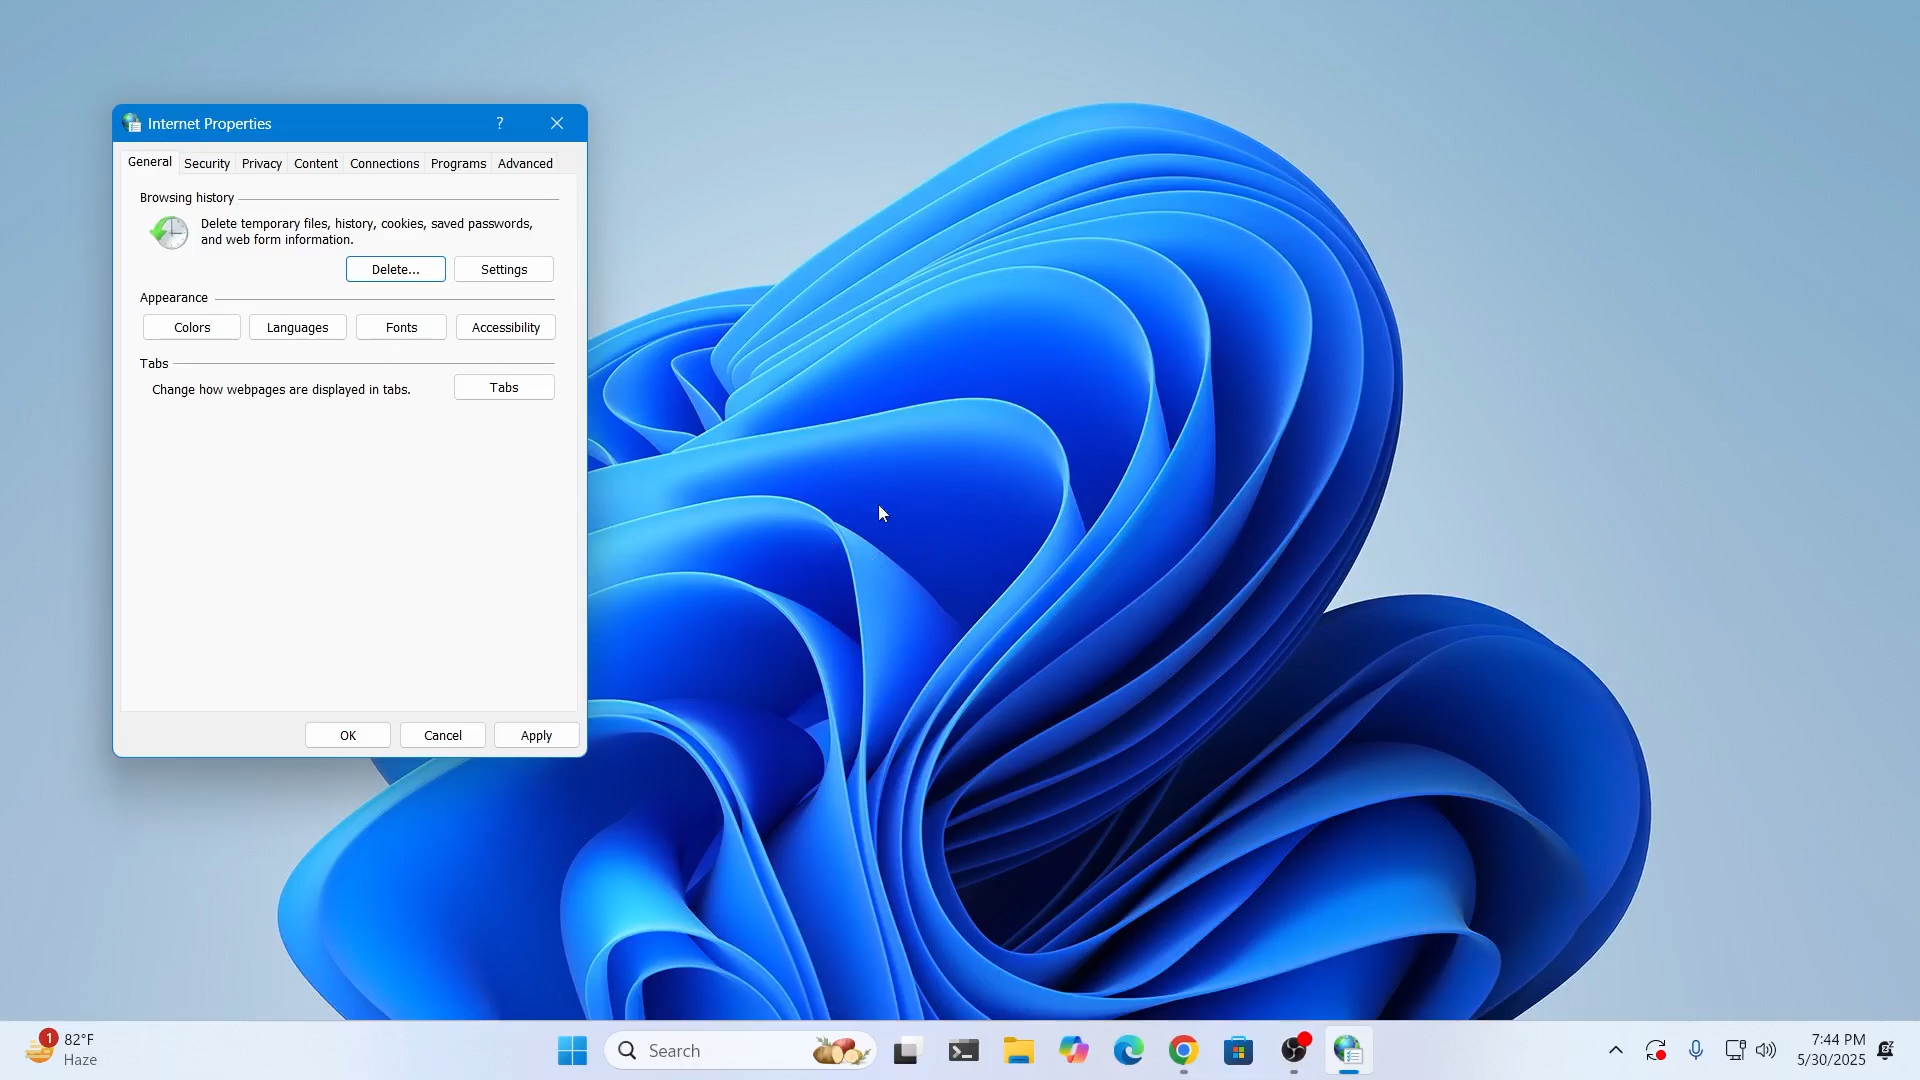 Internet Properties
?
General Security Privacy Content Connections Programs Advanced
Browsing history
Delete temporary files, history, cookies, saved passwords,
and web form information.
Delete... Settings
Appearance
Colors Languages Fonts Accessibility
Tabs
Change how webpages are displayed in tabs. Tabs
OK Cancel Apply
1
82°F
Haze
Search
7:44 PM
5/30/2025